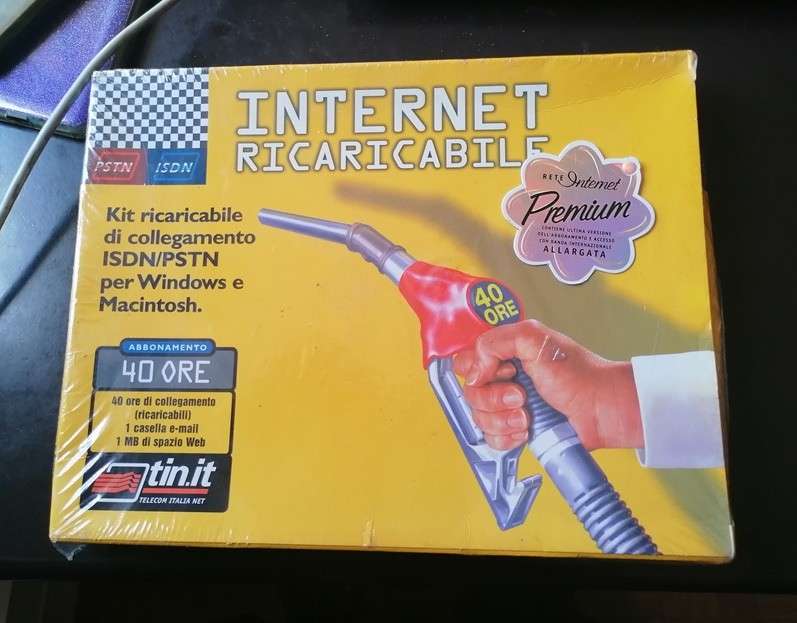 INTERNET
RICARICABILE
PSTN ISDN
RETE Internet
Premium
CONTIENE ULTIMA VERSIONE
DELL'ABBONAMENTO E ACCESSO
CON BANDA INTERNAZIONALE
ALLARGATA
Kit ricaricabile
di collegamento
ISDN/PSTN
per Windows e
Macintosh.
40
ORE
ABBONAMENTO
40 ORE
40 ore di collegamento
(ricaricabili)
1 casella e-mail
1 MB di spazio Web
tin.it
TELECOM ITALIA NET